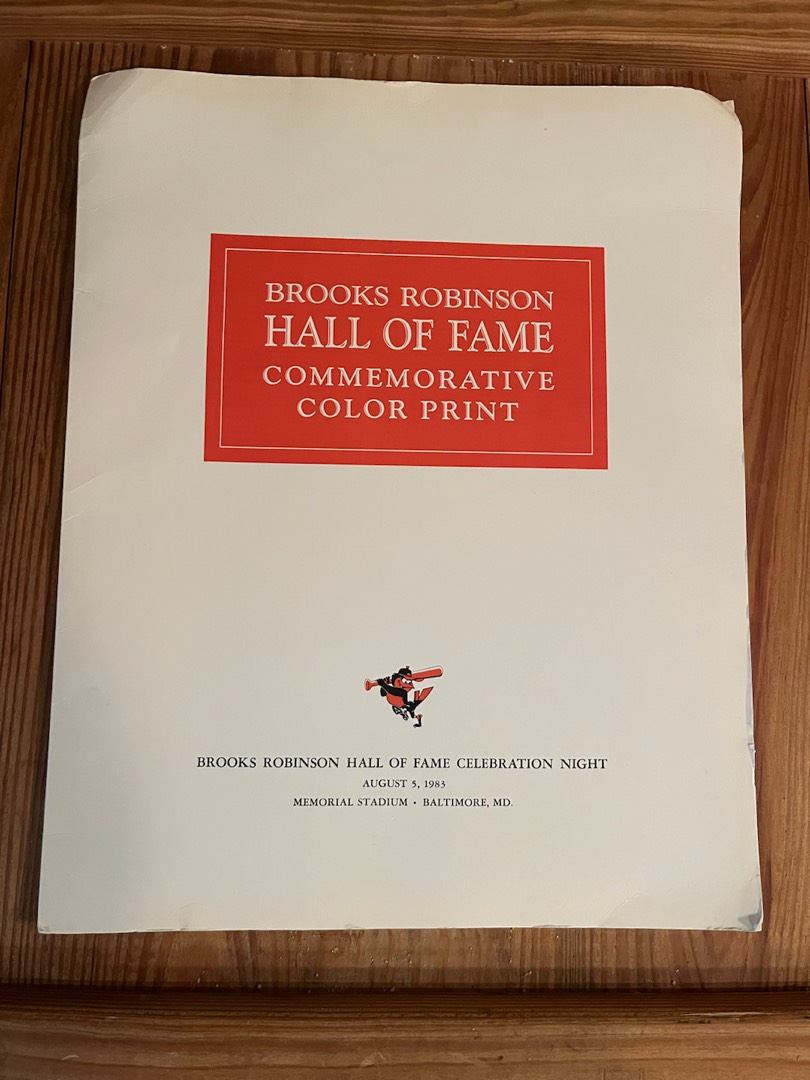 BROOKS ROBINSON
HALL OF FAME
COMMEMORATIVE
COLOR PRINT
BROOKS ROBINSON HALL OF FAME CELEBRATION NIGHT
AUGUST 5, 1983
MEMORIAL STADIUM • BALTIMORE, MD.